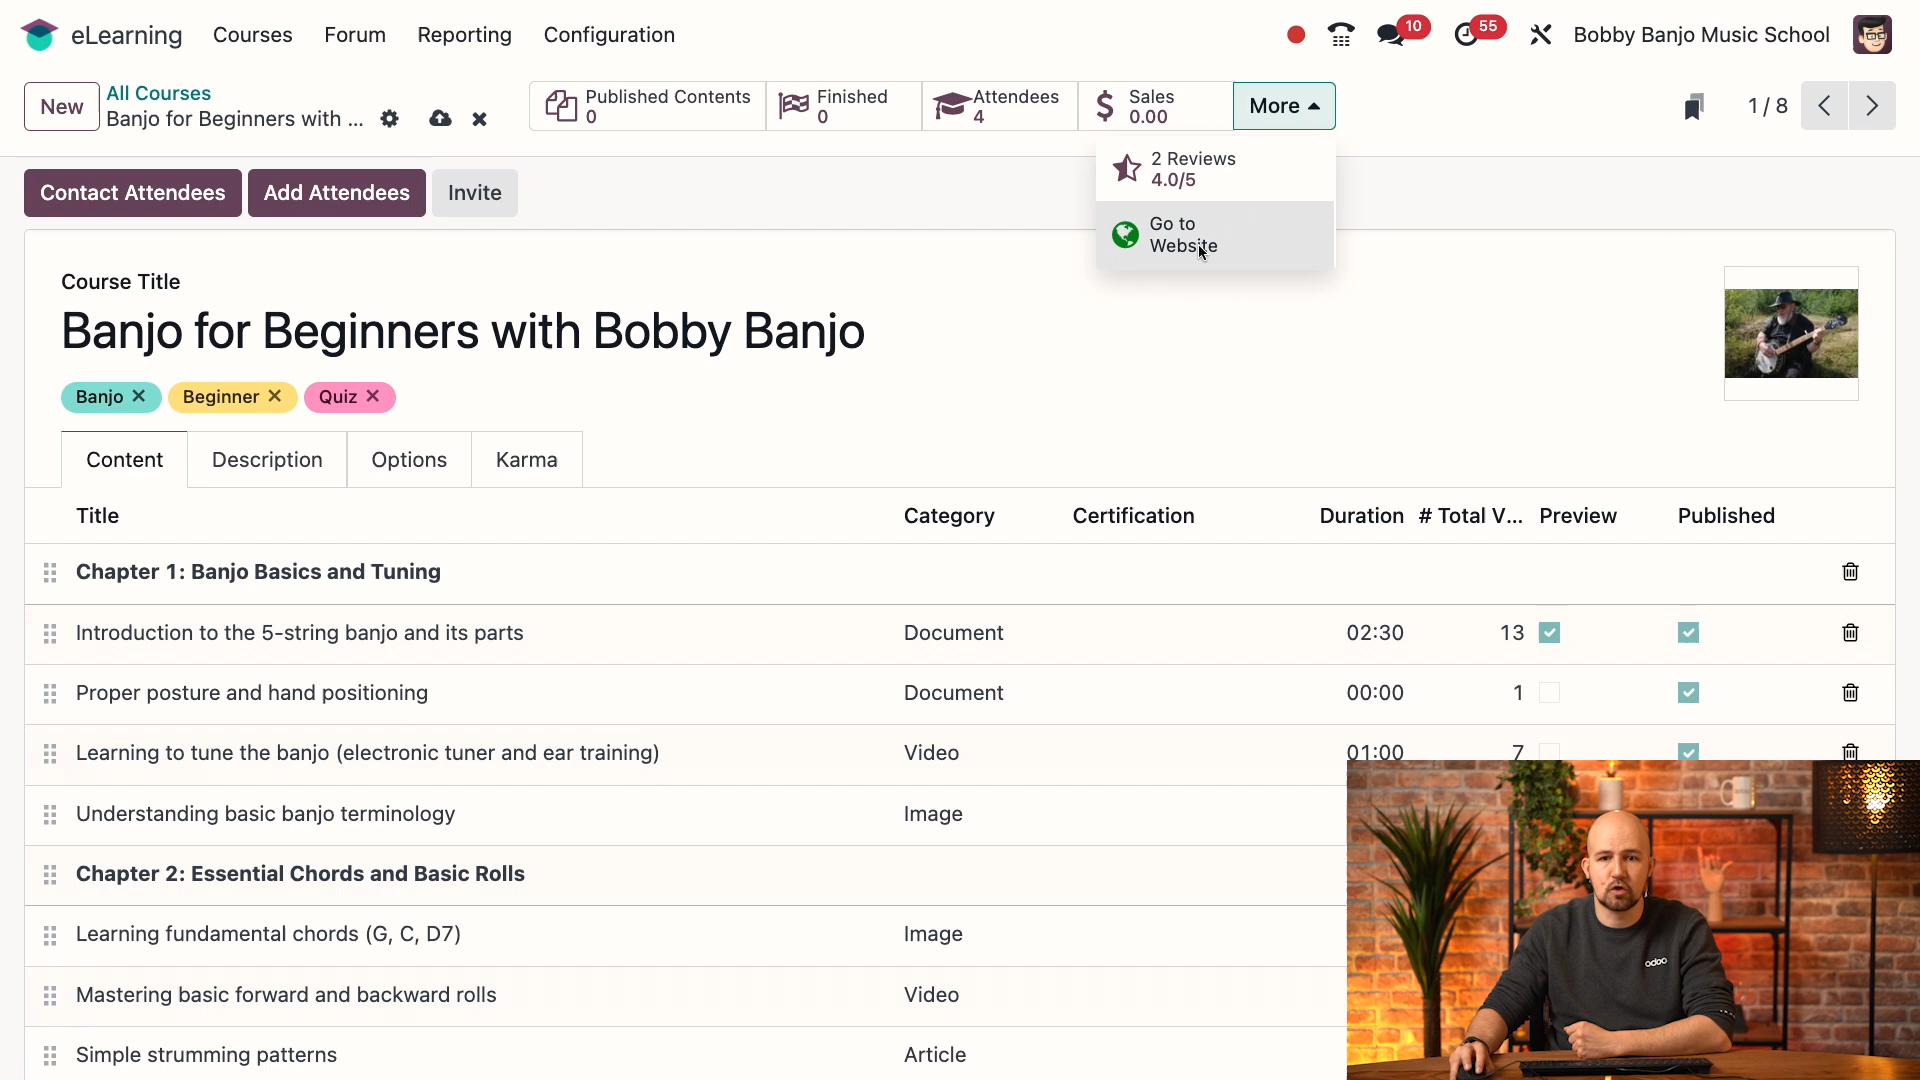 eLearning Courses Forum Reporting Configuration 10 55 Bobby Banjo Music School
New
All Courses
Banjo for Beginners with ...
Published Contents
0
Finished
0
Attendees
4
Sales
0.00
More
1 / 8
2 Reviews
4.0/5
Go to
Website
Contact Attendees Add Attendees Invite
Course Title
Banjo for Beginners with Bobby Banjo
Banjo Beginner Quiz
Content Description Options Karma
Title Category Certification Duration # Total V... Preview Published
Chapter 1: Banjo Basics and Tuning
Introduction to the 5-string banjo and its parts Document 02:30 13
Proper posture and hand positioning Document 00:00 1
Learning to tune the banjo (electronic tuner and ear training) Video 01:00 7
Understanding basic banjo terminology Image
Chapter 2: Essential Chords and Basic Rolls
Learning fundamental chords (G, C, D7) Image
Mastering basic forward and backward rolls Video
Simple strumming patterns Article
odoo